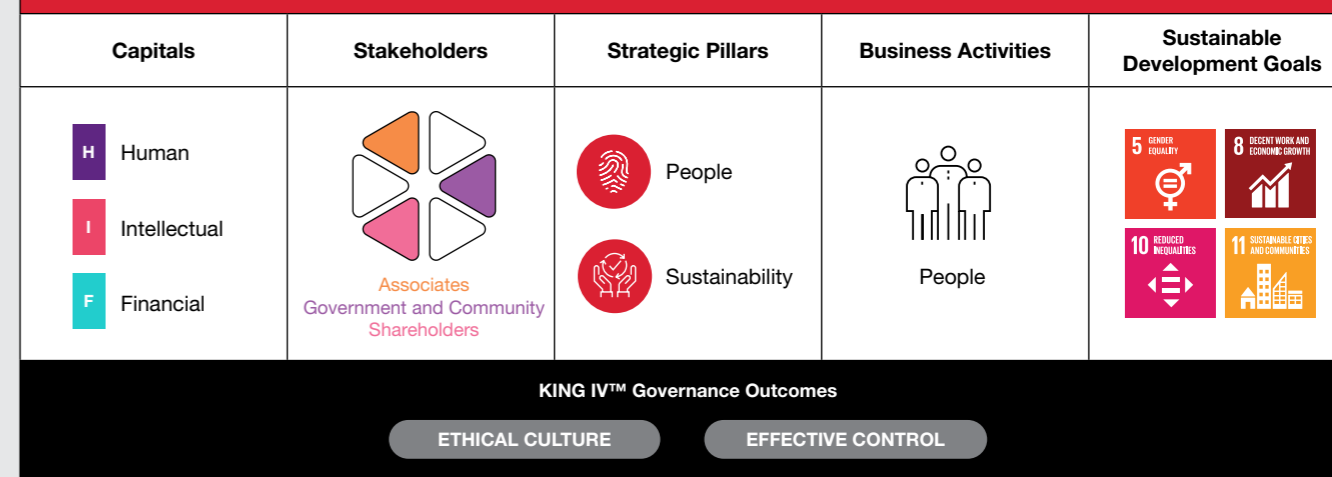 Capitals
Stakeholders
Strategic Pillars
Business Activities
Sustainable
Development Goals
H Human
I Intellectual
F Financial
Associates
Government and Community
Shareholders
People
Sustainability
People
5 GENDER
EQUALITY
8 DECENT WORK AND
ECONOMIC GROWTH
10 REDUCED
INEQUALITIES
11 SUSTAINABLE CITIES
AND COMMUNITIES
KING IV™ Governance Outcomes
ETHICAL CULTURE
EFFECTIVE CONTROL